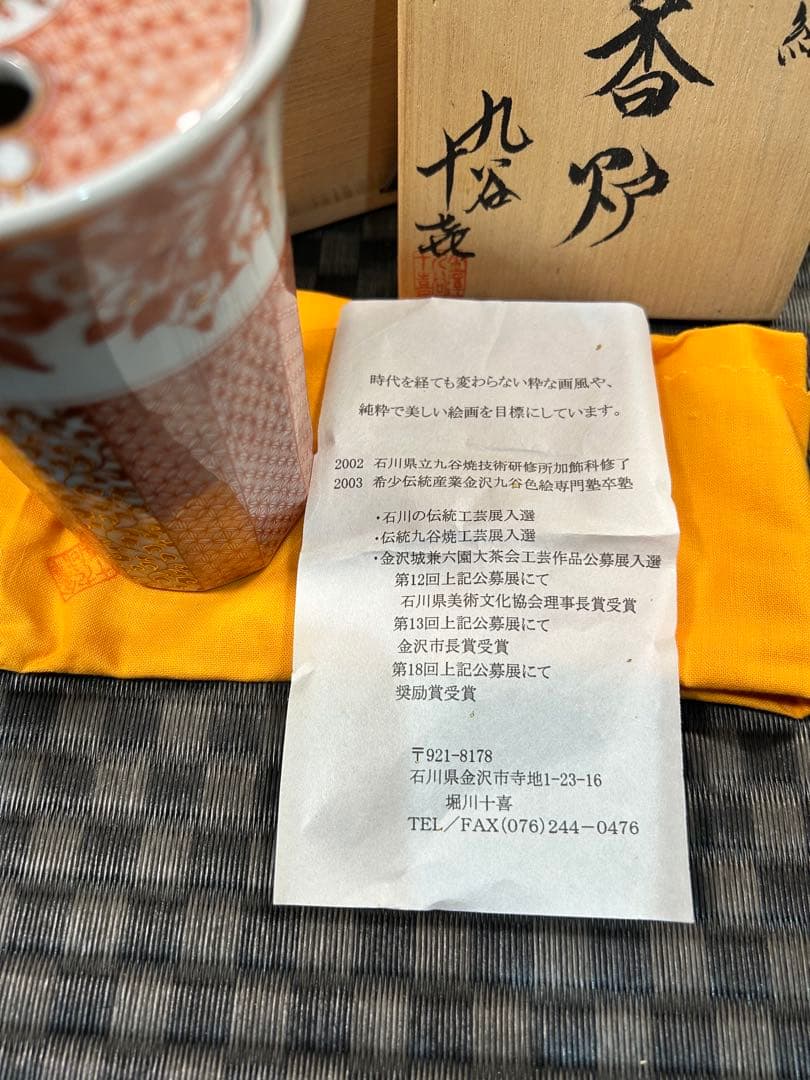 香炉
九谷
十喜
時代を経ても変わらない粋な画風や、
純粋で美しい絵画を目標にしています。
2002 石川県立九谷焼技術研修所加飾科修了
2003 希少伝統産業金沢九谷色絵専門塾卒塾
・石川の伝統工芸展入選
・伝統九谷焼工芸展入選
・金沢城兼六園大茶会工芸作品公募展入選
第12回上記公募展にて
石川県美術文化協会理事長賞受賞
第13回上記公募展にて
金沢市長賞受賞
第18回上記公募展にて
奨励賞受賞
〒921-8178
石川県金沢市寺地1-23-16
堀川十喜
TEL／FAX(076)244－0476